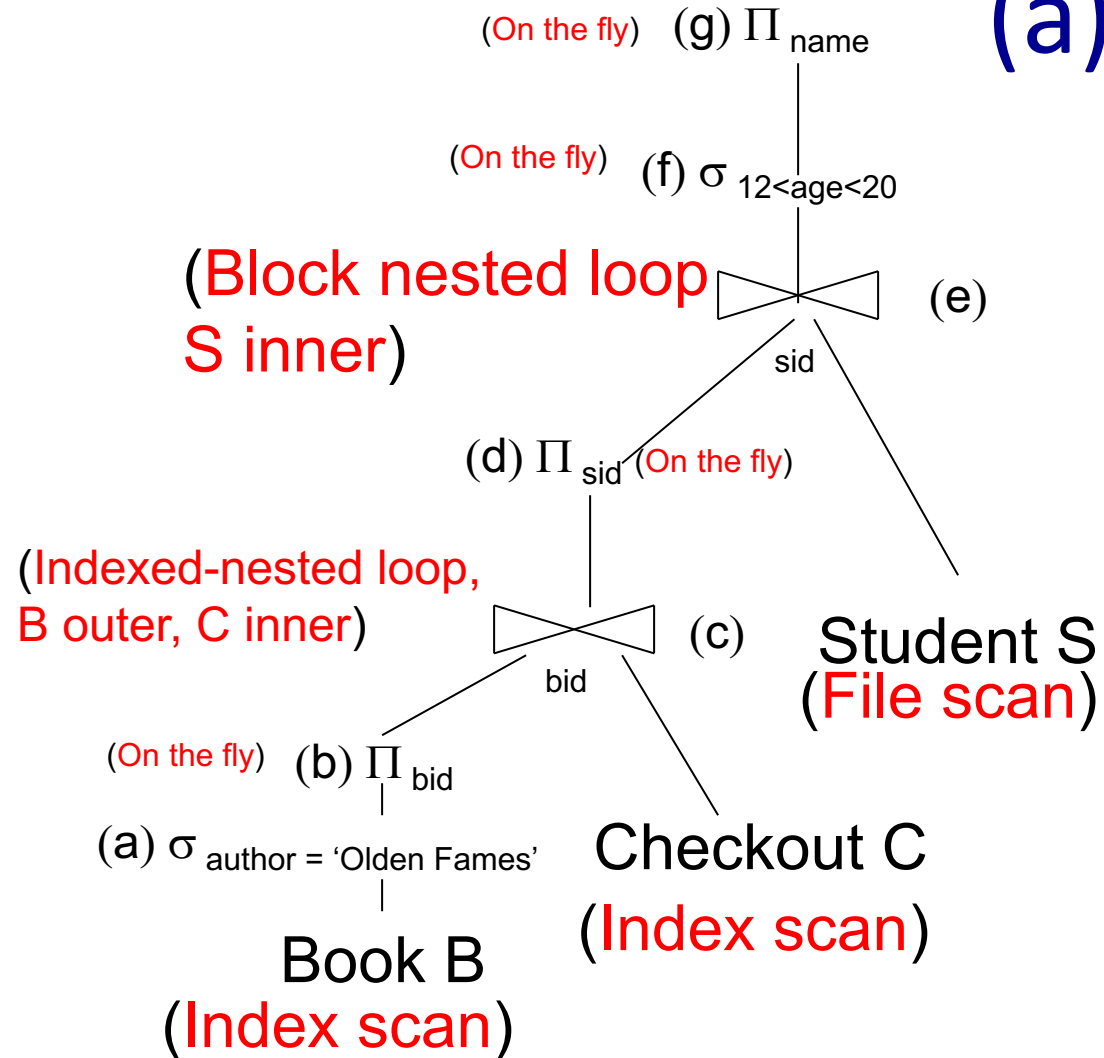 (On the fly) (g) Π name
(a)
(On the fly) (f) σ 12<age<20
(Block nested loop
S inner)
(e)
sid
(d) Π sid (On the fly)
(Indexed-nested loop,
B outer, C inner)
(c)
bid
Student S
(File scan)
(On the fly) (b) Π bid
(a) σ author = ‘Olden Fames’
Checkout C
(Index scan)
Book B
(Index scan)